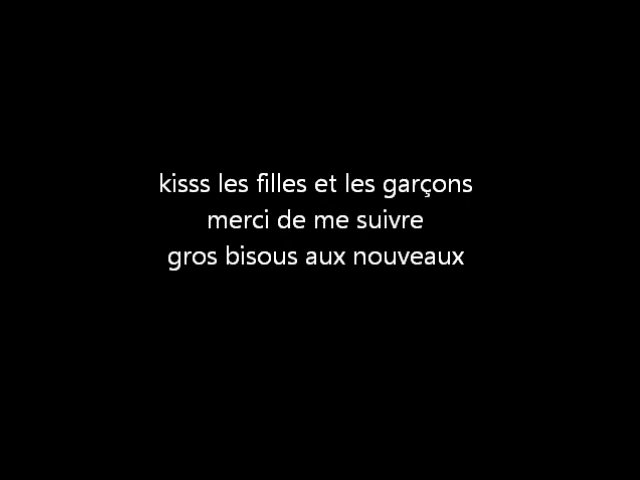 kisss les filles et les garçons
merci de me suivre
gros bisous aux nouveaux